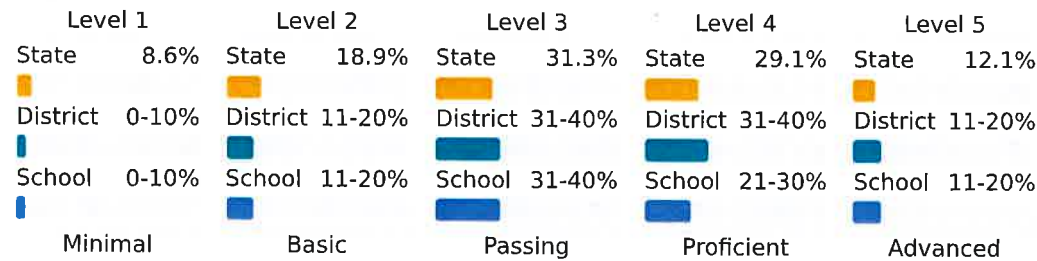 Level 1 Level 2 Level 3 Level 4 Level 5
State 8.6% State 18.9% State 31.3% State 29.1% State 12.1%
District 0-10% District 11-20% District 31-40% District 31-40% District 11-20%
School 0-10% School 11-20% School 31-40% School 21-30% School 11-20%
Minimal Basic Passing Proficient Advanced